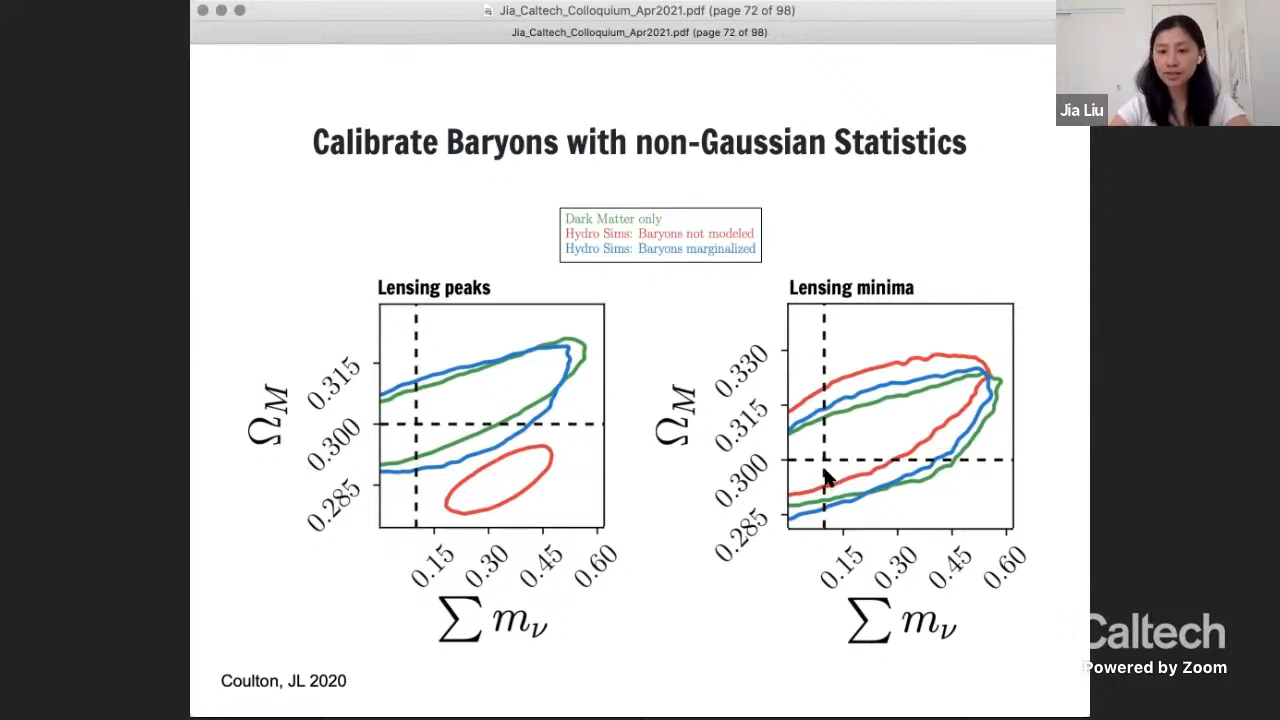 Jia_Caltech_Colloquium_Apr2021.pdf (page 72 of 98)
Jia_Caltech_Colloquium_Apr2021.pdf (page 72 of 98)
Jia Liu
Calibrate Baryons with non-Gaussian Statistics
Dark Matter only
Hydro Sims: Baryons not modeled
Hydro Sims: Baryons marginalized
Lensing peaks
0.315
0.300
0.285
Ω_M
0.15 0.30 0.45 0.60
∑ m_ν
Lensing minima
0.330
0.315
0.300
0.285
Ω_M
0.15 0.30 0.45 0.60
∑ m_ν
Coulton, JL 2020
Caltech
Powered by Zoom